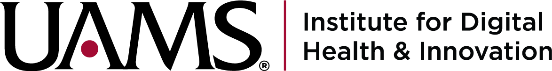 UAMS®
Institute for Digital
Health & Innovation